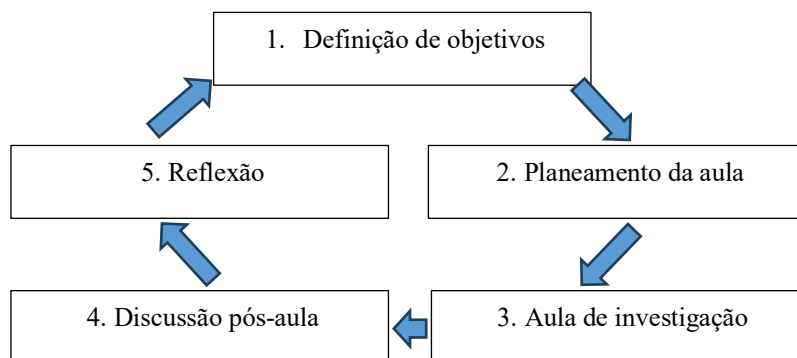 1. Definição de objetivos
2. Planeamento da aula
3. Aula de investigação
4. Discussão pós-aula
5. Reflexão